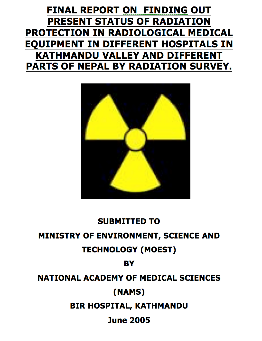 FINAL REPORT ON FINDING OUT
PRESENT STATUS OF RADIATION
PROTECTION IN RADIOLOGICAL MEDICAL
EQUIPMENT IN DIFFERENT HOSPITALS IN
KATHMANDU VALLEY AND DIFFERENT
PARTS OF NEPAL BY RADIATION SURVEY.
SUBMITTED TO
MINISTRY OF ENVIRONMENT, SCIENCE AND
TECHNOLOGY (MOEST)
BY
NATIONAL ACADEMY OF MEDICAL SCIENCES
(NAMS)
BIR HOSPITAL, KATHMANDU
June 2005